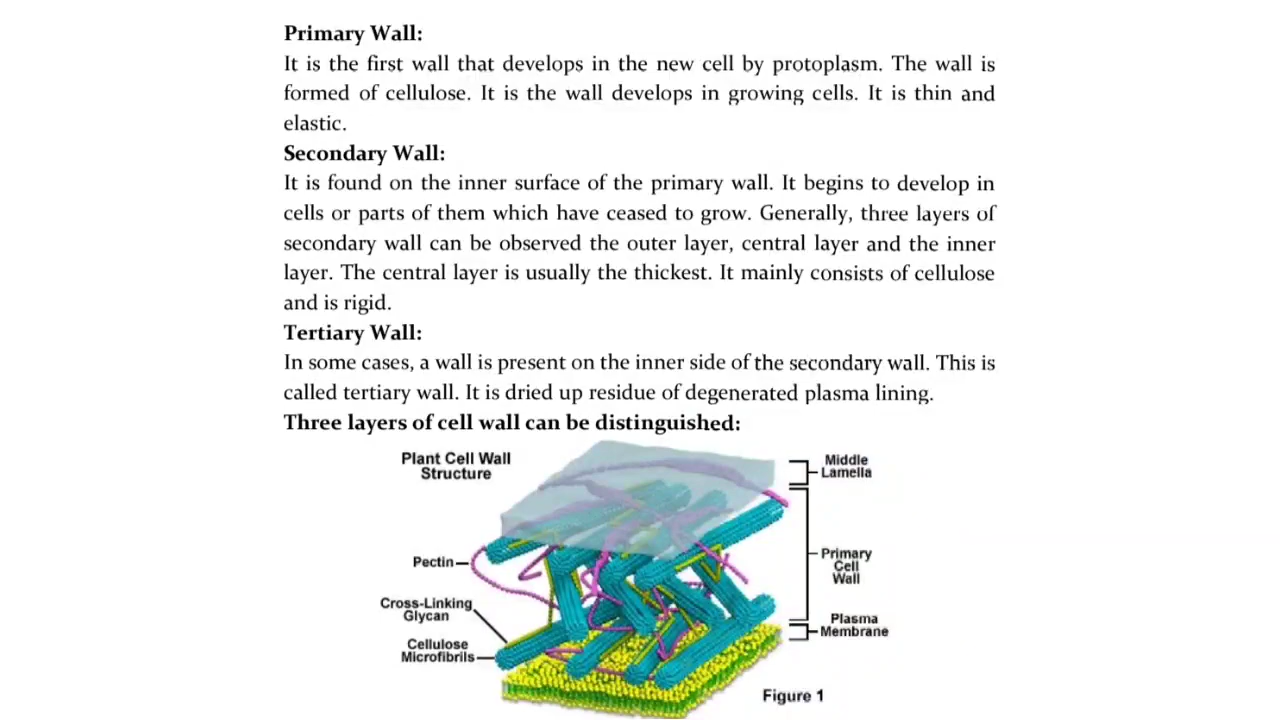 Primary Wall:
It is the first wall that develops in the new cell by protoplasm. The wall is
formed of cellulose. It is the wall develops in growing cells. It is thin and
elastic.
Secondary Wall:
It is found on the inner surface of the primary wall. It begins to develop in
cells or parts of them which have ceased to grow. Generally, three layers of
secondary wall can be observed the outer layer, central layer and the inner
layer. The central layer is usually the thickest. It mainly consists of cellulose
and is rigid.
Tertiary Wall:
In some cases, a wall is present on the inner side of the secondary wall. This is
called tertiary wall. It is dried up residue of degenerated plasma lining.
Three layers of cell wall can be distinguished:
Plant Cell Wall
Structure
Middle
Lamella
Pectin
Primary
Cell
Wall
Cross-Linking
Glycan
Cellulose
Microfibrils
Plasma
Membrane
Figure 1